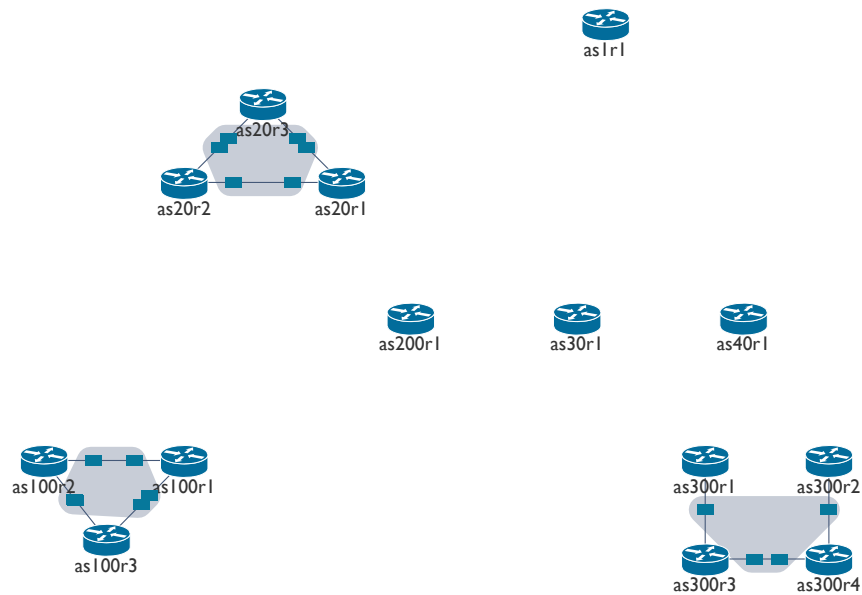 as1r1
as20r3
as20r2
as20r1
as200r1
as30r1
as40r1
as100r2
as100r1
as300r1
as300r2
as100r3
as300r3
as300r4